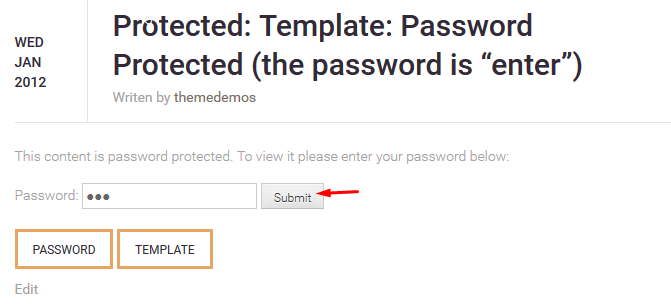 WED
JAN
2012
Protected: Template: Password
Protected (the password is “enter”)
Writen by themedemos
This content is password protected. To view it please enter your password below:
Password: ●●● Submit
PASSWORD TEMPLATE
Edit